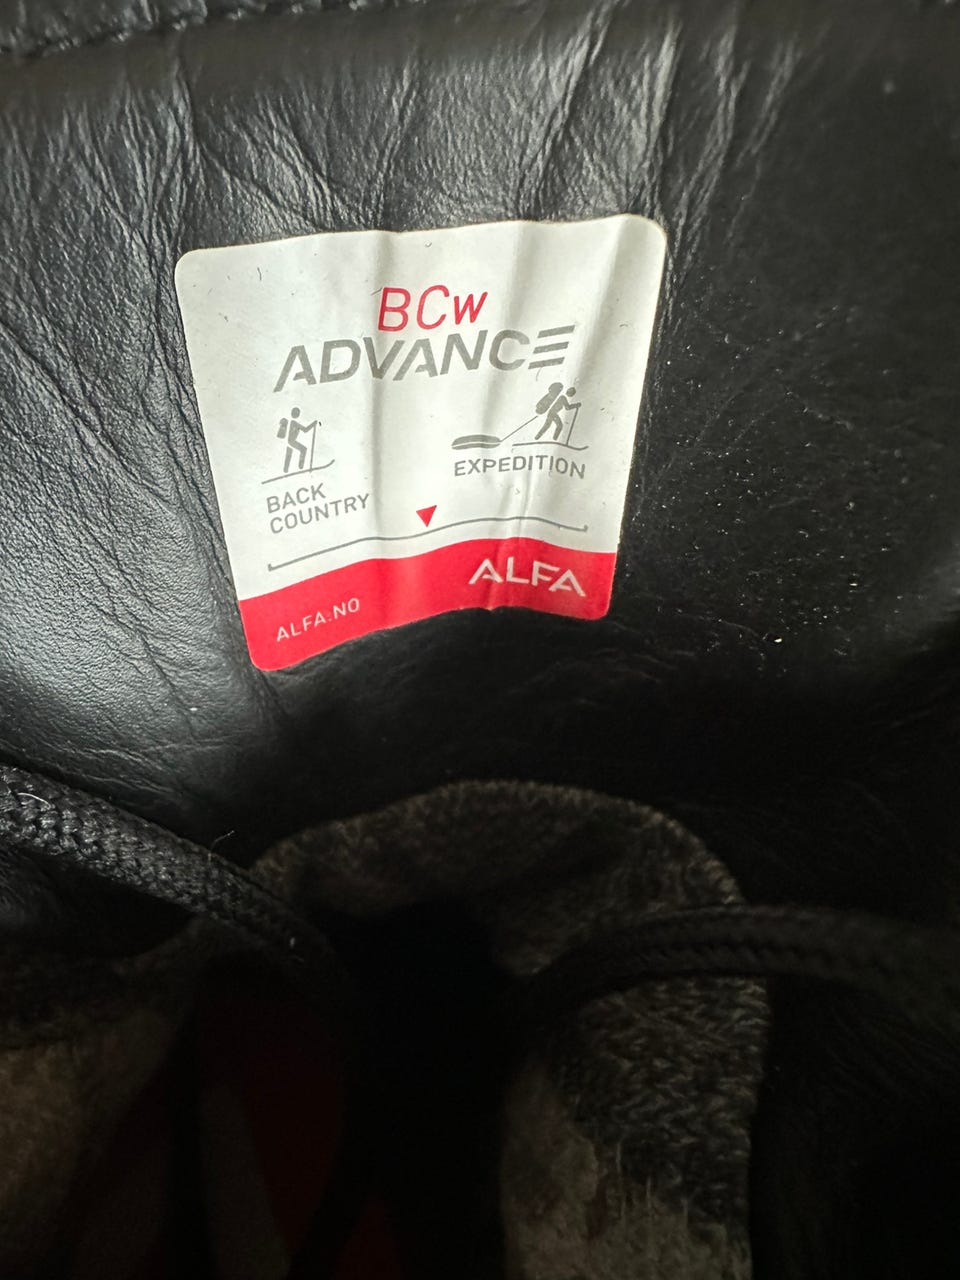 BCw
ADVANCE
BACK
COUNTRY
EXPEDITION
ALFA.NO
ALFA